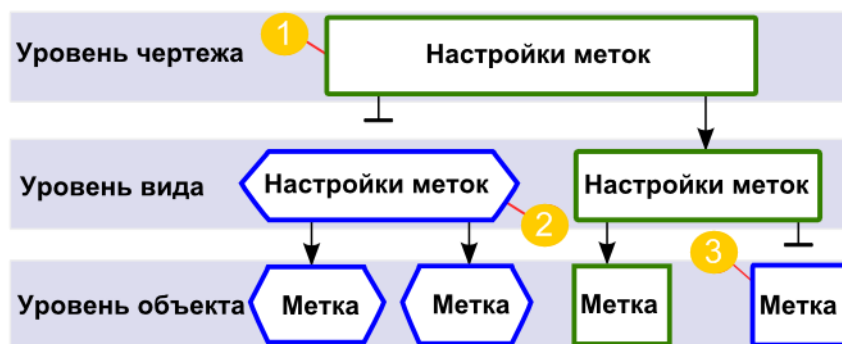 1
Уровень чертежа
Настройки меток
Уровень вида
Настройки меток
Настройки меток
2
3
Уровень объекта
Метка
Метка
Метка
Метка